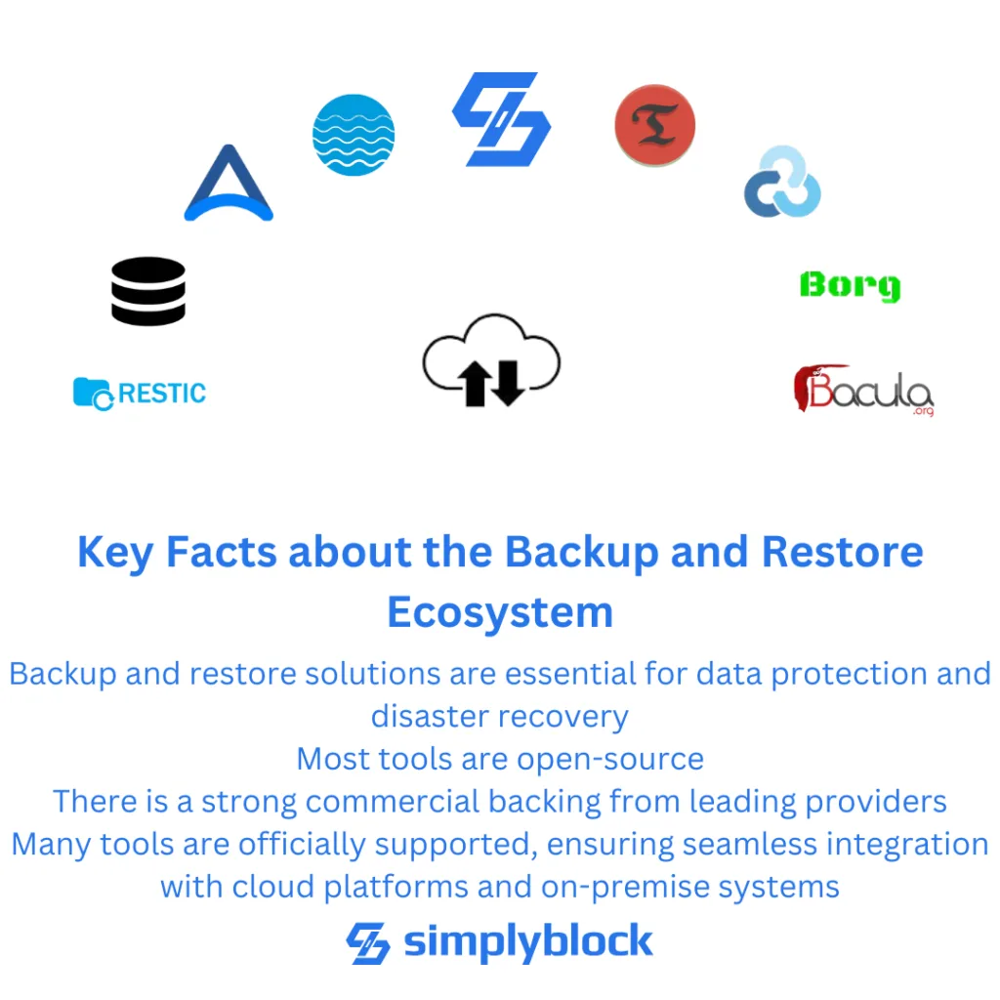 Borg
RESTIC
Bacula
.org
Key Facts about the Backup and Restore
Ecosystem
Backup and restore solutions are essential for data protection and
disaster recovery
Most tools are open-source
There is a strong commercial backing from leading providers
Many tools are officially supported, ensuring seamless integration
with cloud platforms and on-premise systems
simplyblock